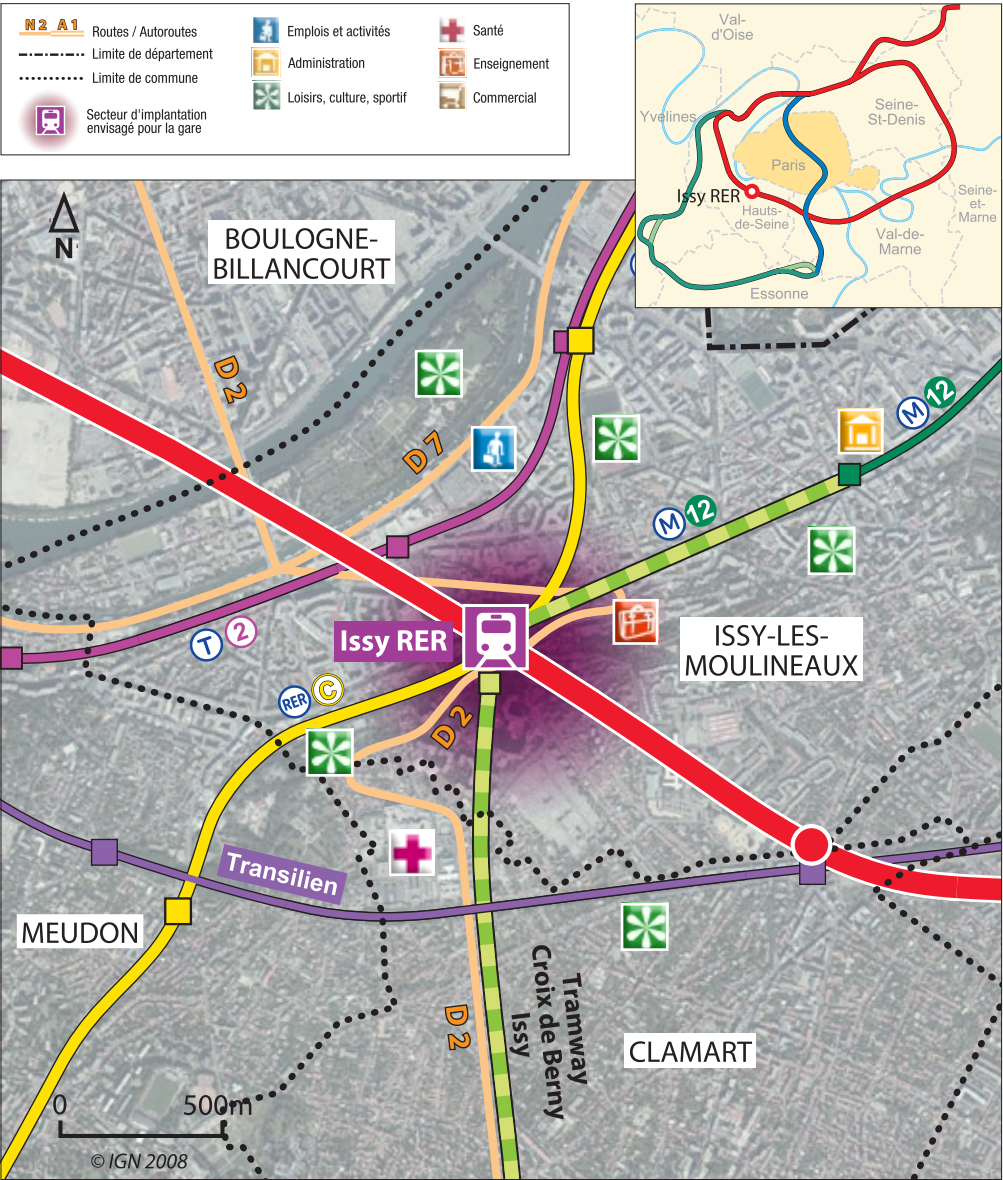 N2 A1
Routes / Autoroutes
Limite de département
Limite de commune
Secteur d'implantation
envisagé pour la gare
Emplois et activités
Administration
Loisirs, culture, sportif
Santé
Enseignement
Commercial
Val-
d'Oise
Yvelines
Seine-
St-Denis
Paris
Issy RER
Hauts-
de-Seine
Seine-
et-
Marne
Val-de-
Marne
Essonne
N
BOULOGNE-
BILLANCOURT
D2
D7
M 12
M 12
Issy RER
T 2
ISSY-LES-
MOULINEAUX
RER C
D2
Transilien
MEUDON
Tramway
Croix de Berny
Issy
D2
CLAMART
0 500m
© IGN 2008